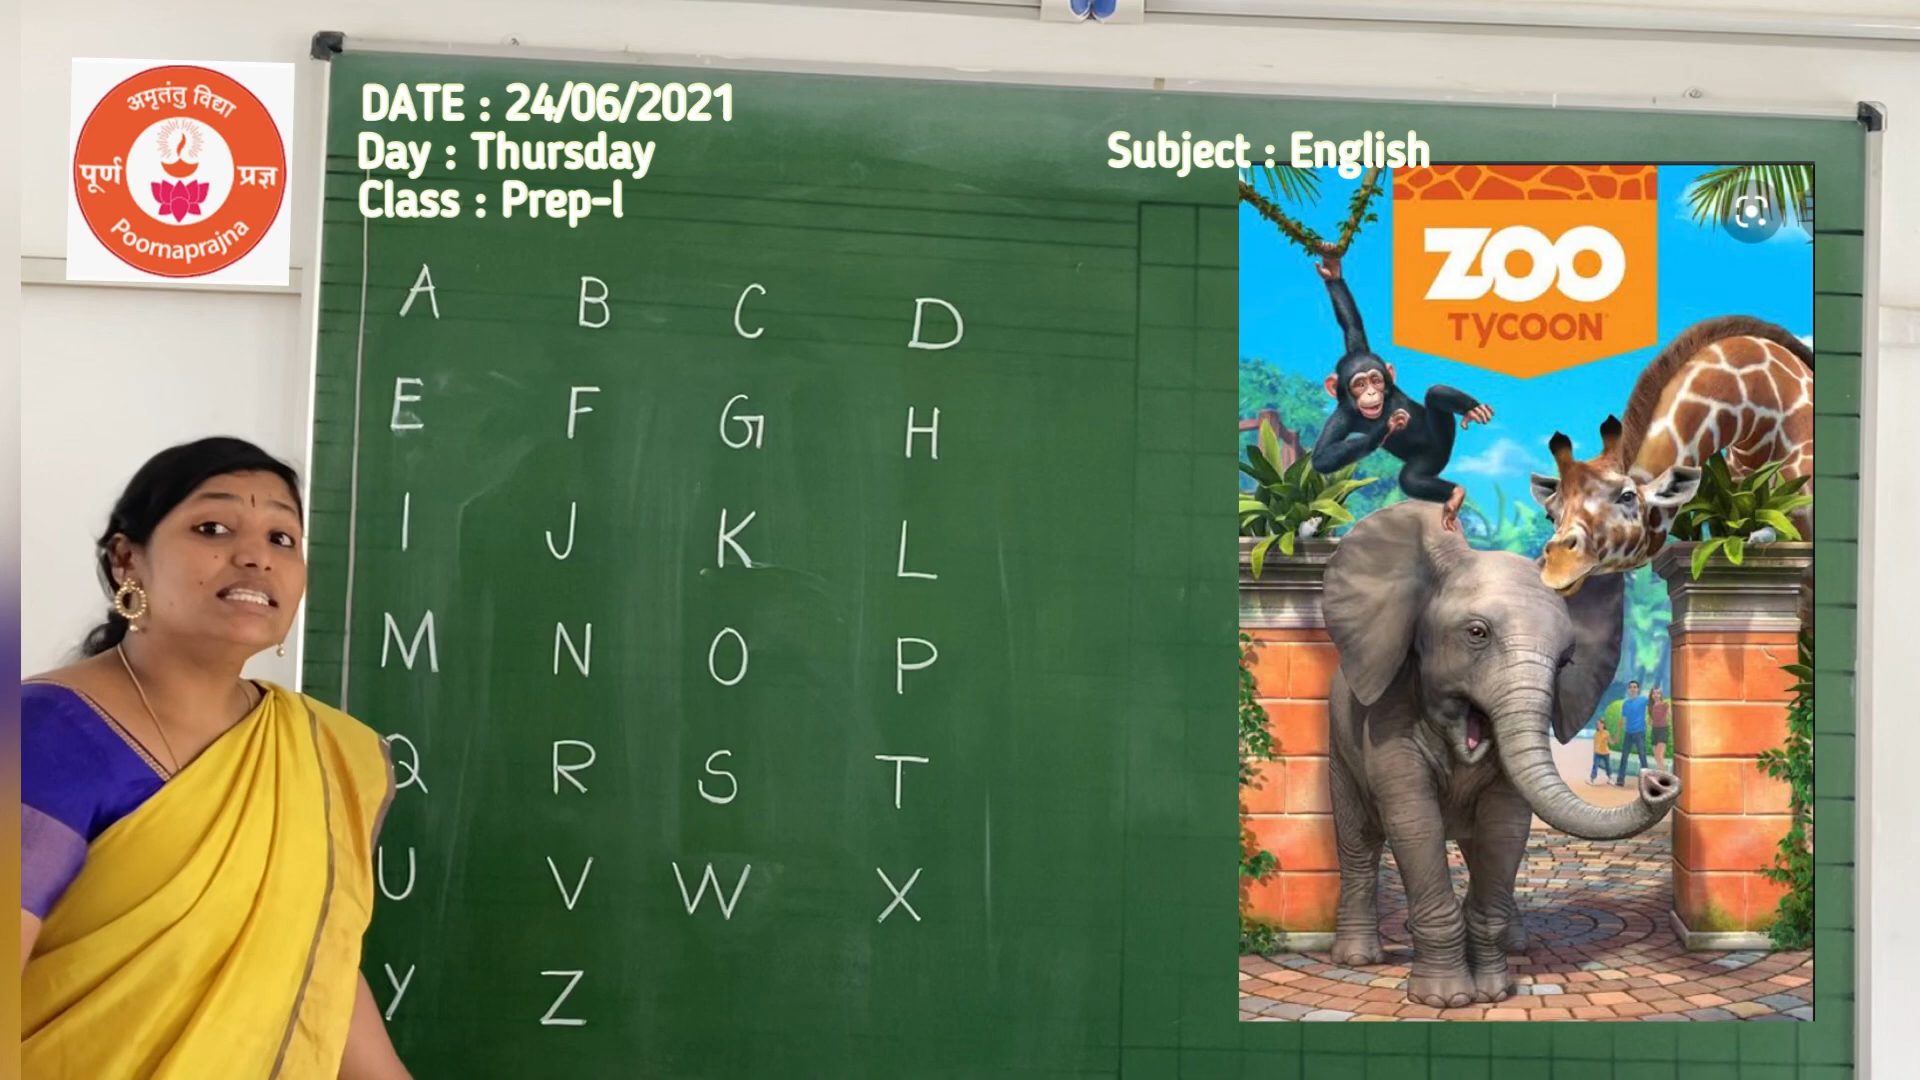 अमृतंतु विद्या
पूर्ण प्रज्ञ
Poornaprajna
DATE : 24/06/2021
Day : Thursday
Subject : English
Class : Prep-I
ZOO
TYCOON
A B C D
E F G H
I J K L
M N O P
Q R S T
U V W X
Y Z